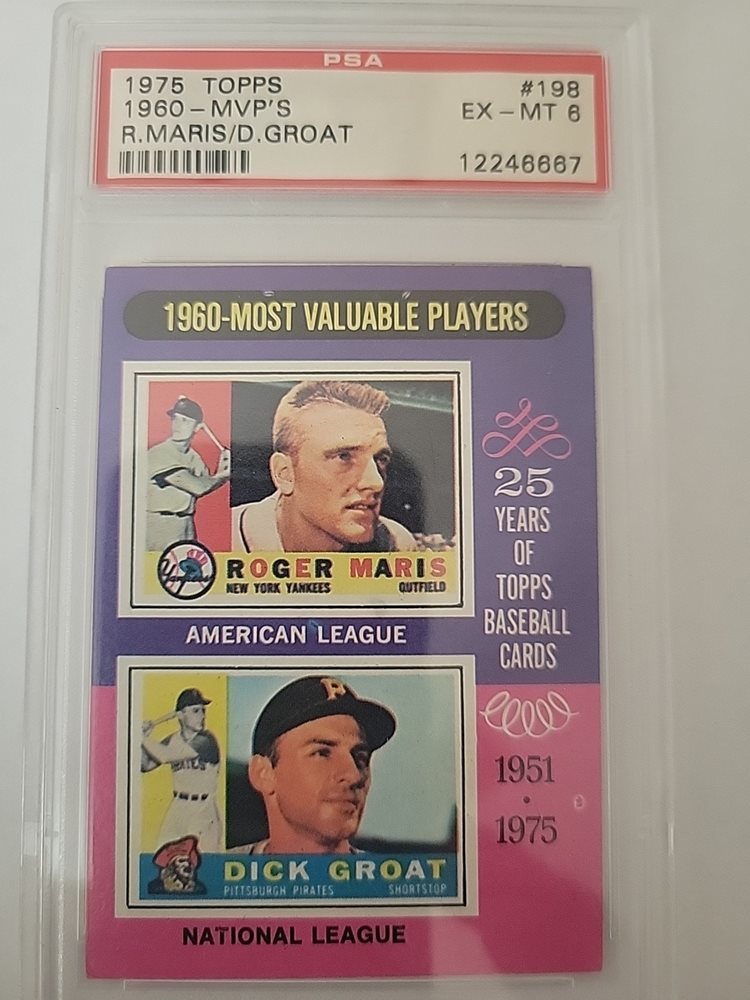 PSA
1975 TOPPS #198
1960-MVP'S EX-MT 6
R.MARIS/D.GROAT
12246667
1960-MOST VALUABLE PLAYERS
Yankees
ROGER MARIS
NEW YORK YANKEES OUTFIELD
AMERICAN LEAGUE
25
YEARS
OF
TOPPS
BASEBALL
CARDS
1951
•
1975
P
DICK GROAT
PITTSBURGH PIRATES SHORTSTOP
NATIONAL LEAGUE